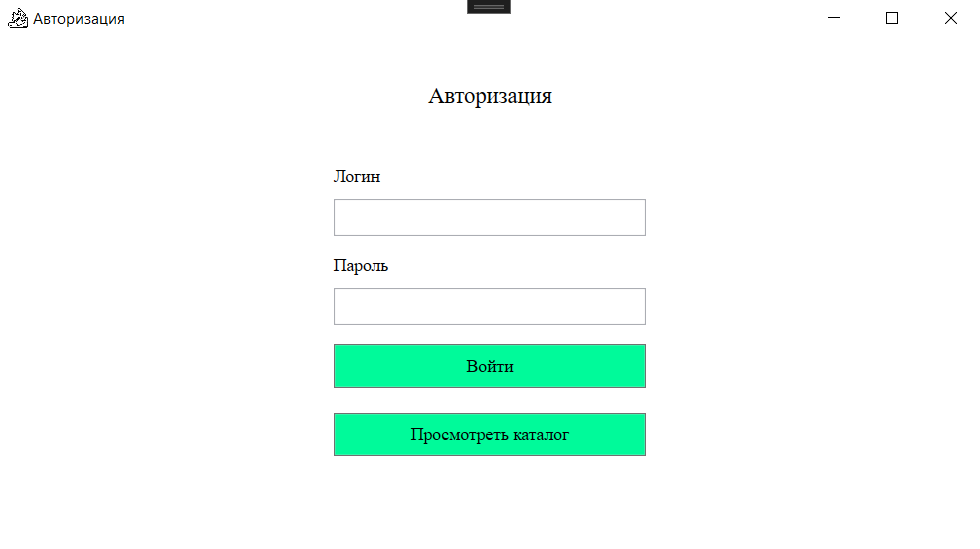 Авторизация
Авторизация
Логин
Пароль
Войти
Просмотреть каталог